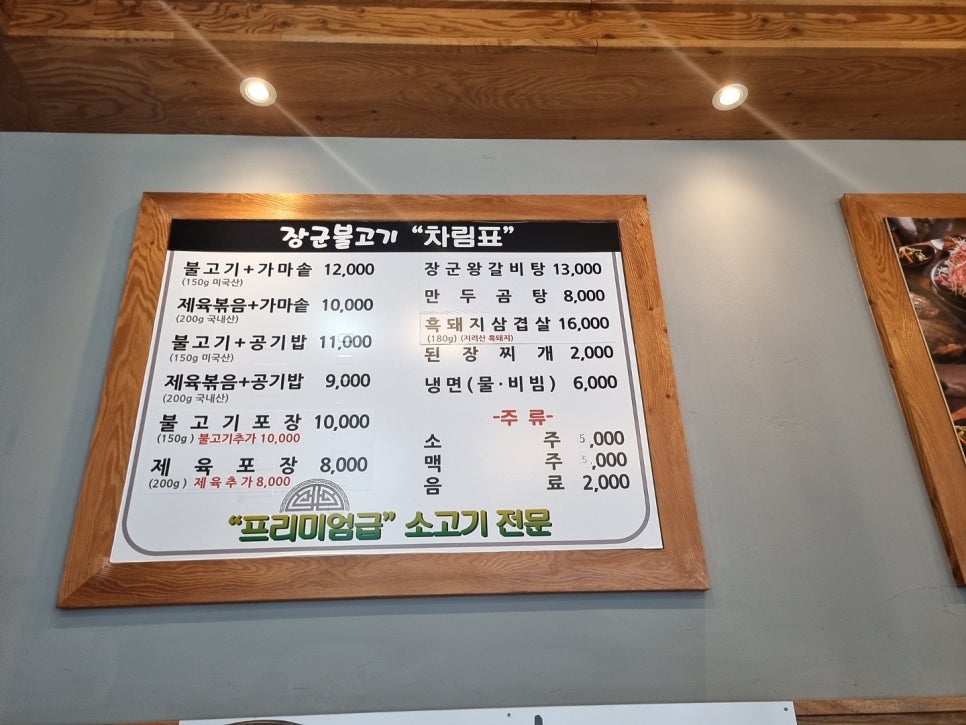 장군불고기 "차림표"
불고기+가마솥 12,000
(150g 미국산)
제육볶음+가마솥 10,000
(200g 국내산)
불고기+공기밥 11,000
(150g 미국산)
제육볶음+공기밥 9,000
(200g 국내산)
불고기포장 10,000
(150g) 불고기추가 10,000
제육포장 8,000
(200g) 제육추가 8,000
장군왕갈비탕 13,000
만두곰탕 8,000
흑돼지삼겹살 16,000
(180g) (지리산 흑돼지)
된장찌개 2,000
냉면(물·비빔) 6,000
-주류-
소주 5,000
맥주 5,000
음료 2,000
"프리미엄급" 소고기 전문